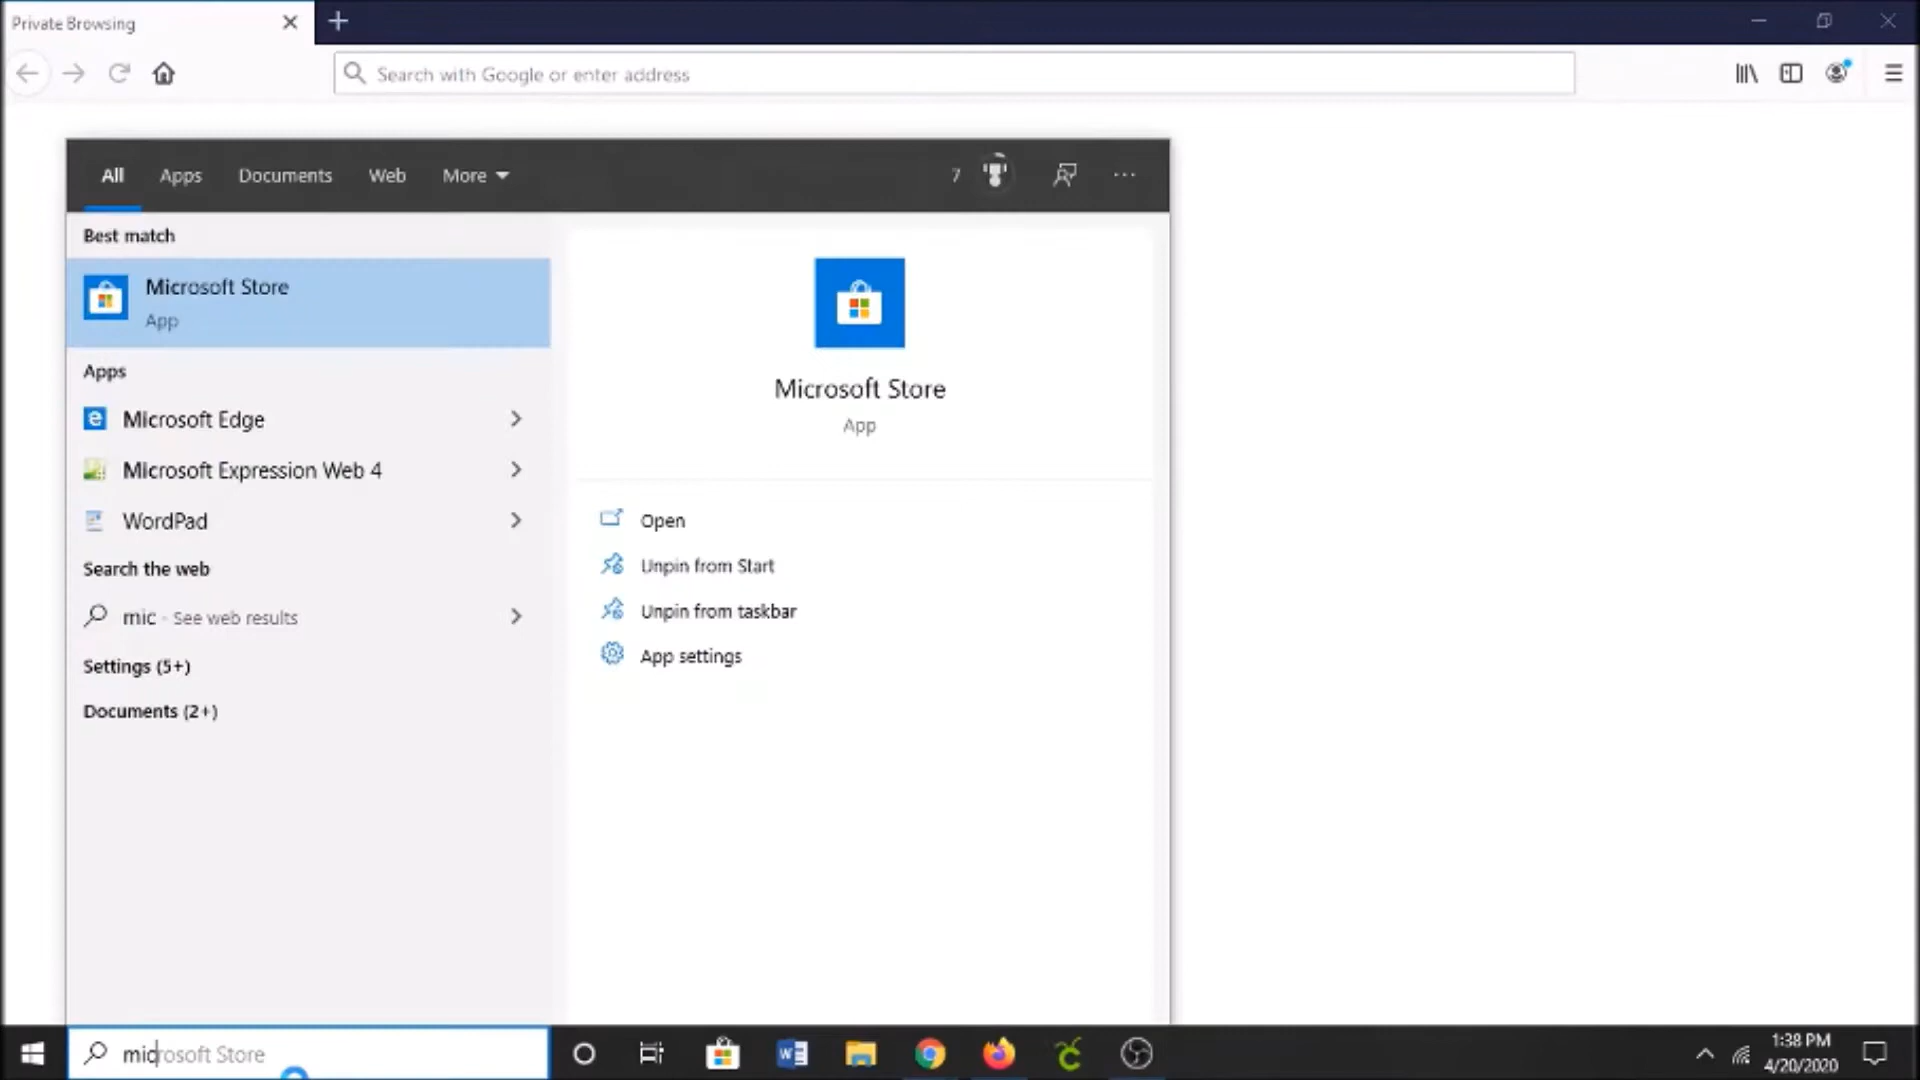 Private Browsing
Search with Google or enter address
All Apps Documents Web More 7
Best match
Microsoft Store
App
Apps
Microsoft Edge
Microsoft Expression Web 4
WordPad
Search the web
mic - See web results
Settings (5+)
Documents (2+)
Microsoft Store
App
Open
Unpin from Start
Unpin from taskbar
App settings
microsoft Store
1:38 PM
4/20/2020